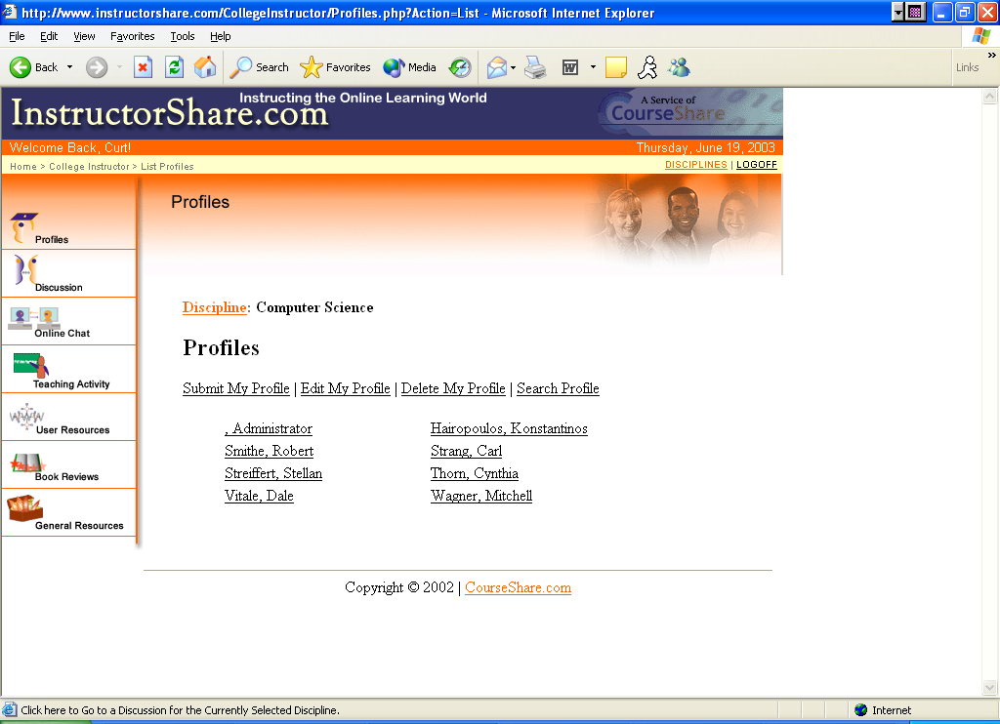 http://www.instructorshare.com/CollegeInstructor/Profiles.php?Action=List - Microsoft Internet Explorer
File Edit View Favorites Tools Help
Back Search Favorites Media Links »
InstructorShare.com
Instructing the Online Learning World
A Service of
CourseShare
Welcome Back, Curt! Thursday, June 19, 2003
Home > College Instructor > List Profiles DISCIPLINES | LOGOFF
Profiles
Profiles
Discussion
Online Chat
Teaching Activity
User Resources
Book Reviews
General Resources
Discipline: Computer Science
Profiles
Submit My Profile | Edit My Profile | Delete My Profile | Search Profile
, Administrator Hairopoulos, Konstantinos
Smithe, Robert Strang, Carl
Streiffert, Stellan Thorn, Cynthia
Vitale, Dale Wagner, Mitchell
Copyright © 2002 | CourseShare.com
Click here to Go to a Discussion for the Currently Selected Discipline. Internet